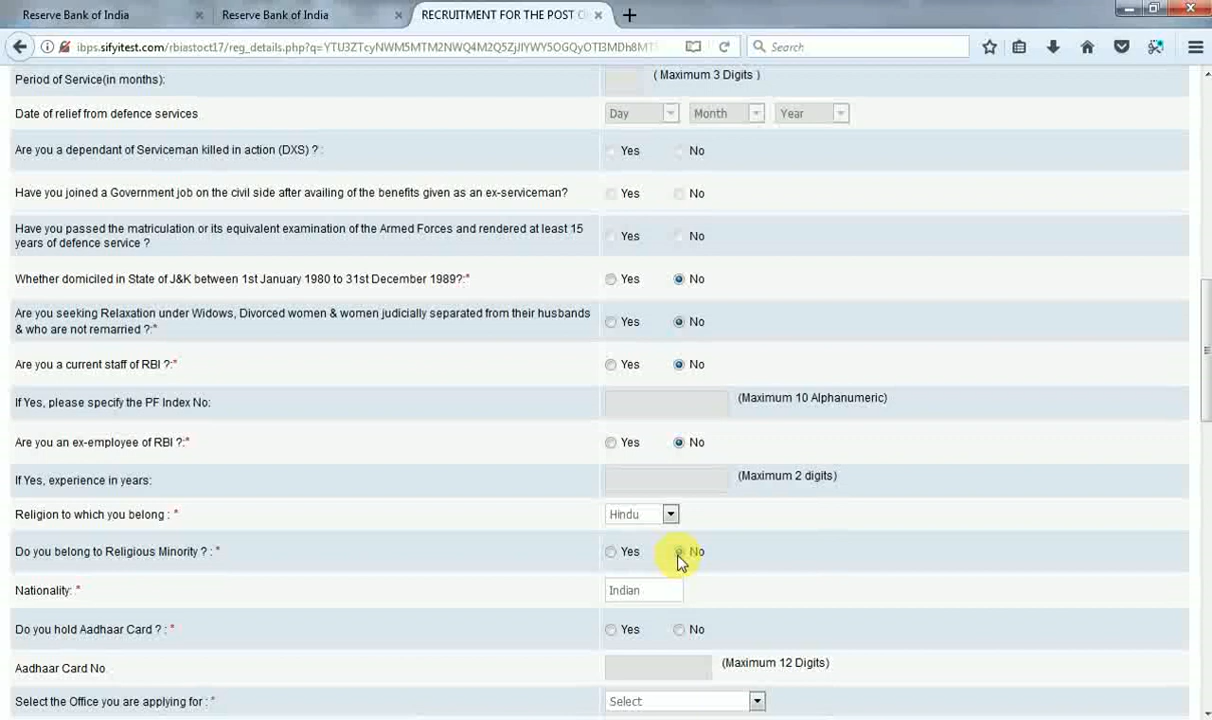 Reserve Bank of India
Reserve Bank of India
RECRUITMENT FOR THE POST O
ibps.sifyitest.com/rbiastoct17/reg_details.php?q=
Search
Period of Service(in months):
( Maximum 3 Digits )
Date of relief from defence services
Day Month Year
Are you a dependant of Serviceman killed in action (DXS) ? :
Yes No
Have you joined a Government job on the civil side after availing of the benefits given as an ex-serviceman?
Yes No
Have you passed the matriculation or its equivalent examination of the Armed Forces and rendered at least 15
years of defence service ?
Yes No
Whether domiciled in State of J&K between 1st January 1980 to 31st December 1989?:*
Yes No
Are you seeking Relaxation under Widows, Divorced women & women judicially separated from their husbands
& who are not remarried ?:*
Yes No
Are you a current staff of RBI ?:*
Yes No
If Yes, please specify the PF Index No:
(Maximum 10 Alphanumeric)
Are you an ex-employee of RBI ?:*
Yes No
If Yes, experience in years:
(Maximum 2 digits)
Religion to which you belong : *
Hindu
Do you belong to Religious Minority ? : *
Yes No
Nationality: *
Indian
Do you hold Aadhaar Card ? : *
Yes No
Aadhaar Card No
(Maximum 12 Digits)
Select the Office you are applying for : *
Select